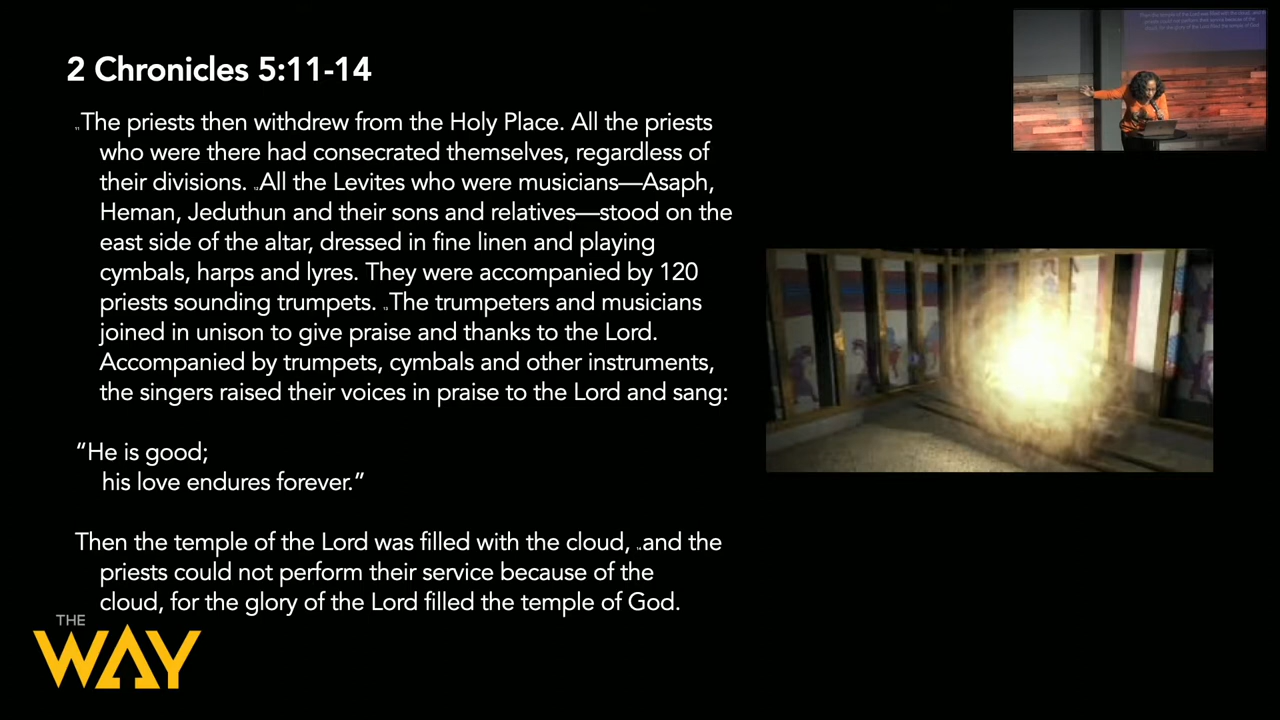 2 Chronicles 5:11-14
11The priests then withdrew from the Holy Place. All the priests
who were there had consecrated themselves, regardless of
their divisions. 12All the Levites who were musicians—Asaph,
Heman, Jeduthun and their sons and relatives—stood on the
east side of the altar, dressed in fine linen and playing
cymbals, harps and lyres. They were accompanied by 120
priests sounding trumpets. 13The trumpeters and musicians
joined in unison to give praise and thanks to the Lord.
Accompanied by trumpets, cymbals and other instruments,
the singers raised their voices in praise to the Lord and sang:
“He is good;
his love endures forever.”
Then the temple of the Lord was filled with the cloud, 14and the
priests could not perform their service because of the
cloud, for the glory of the Lord filled the temple of God.
THE
WAY